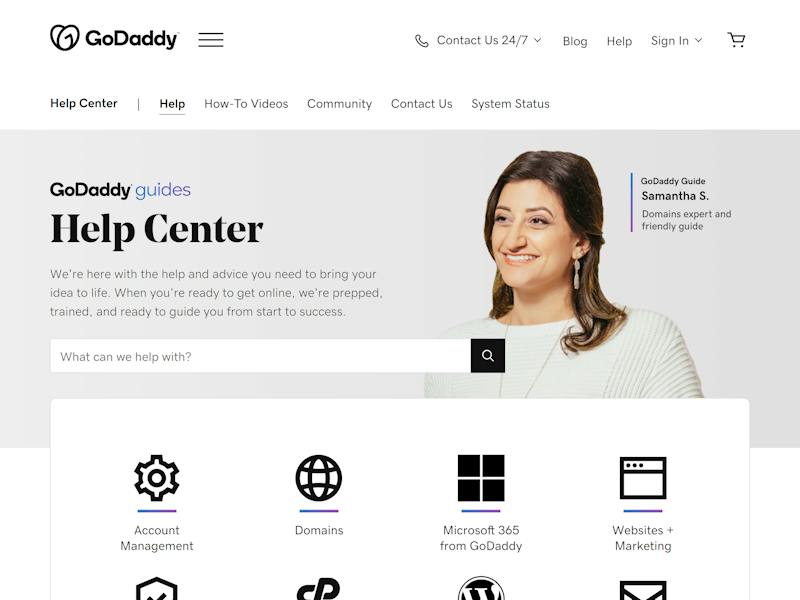 GoDaddy
Contact Us 24/7
Blog
Help
Sign In
Help Center | Help How-To Videos Community Contact Us System Status
GoDaddy guides
Help Center
We're here with the help and advice you need to bring your
idea to life. When you're ready to get online, we're prepped,
trained, and ready to guide you from start to success.
What can we help with?
GoDaddy Guide
Samantha S.
Domains expert and
friendly guide
Account
Management
Domains
Microsoft 365
from GoDaddy
Websites +
Marketing